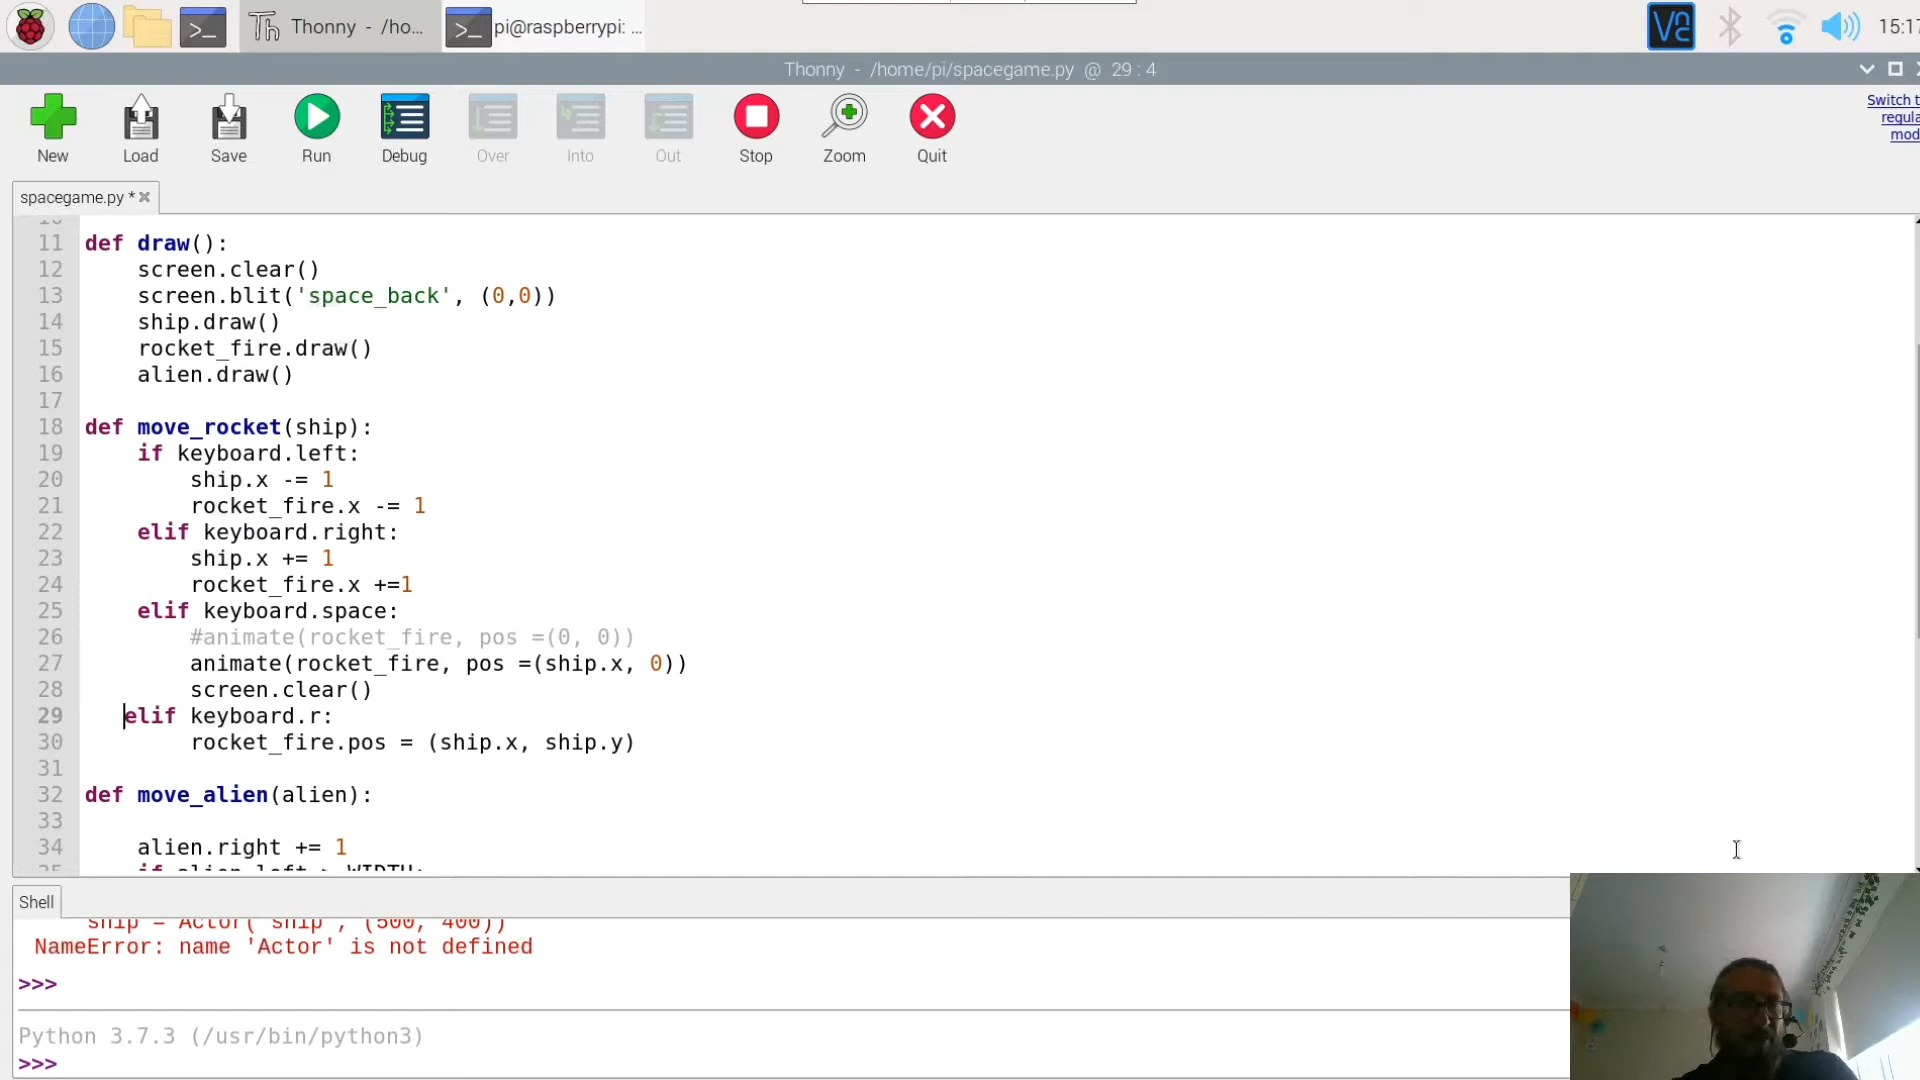 Thonny - /ho...
pi@raspberrypi: ...
VNC
Thonny - /home/pi/spacegame.py @ 29 : 4
New
Load
Save
Run
Debug
Over
Into
Out
Stop
Zoom
Quit
Switch
spacegame.py *
11 def draw():
12 screen.clear()
13 screen.blit('space_back', (0,0))
14 ship.draw()
15 rocket_fire.draw()
16 alien.draw()
17
18 def move_rocket(ship):
19 if keyboard.left:
20 ship.x -= 1
21 rocket_fire.x -= 1
22 elif keyboard.right:
23 ship.x += 1
24 rocket_fire.x +=1
25 elif keyboard.space:
26 #animate(rocket_fire, pos =(0, 0))
27 animate(rocket_fire, pos =(ship.x, 0))
28 screen.clear()
29 elif keyboard.r:
30 rocket_fire.pos = (ship.x, ship.y)
31
32 def move_alien(alien):
33
34 alien.right += 1
Shell
ship = Actor('ship', (500, 400))
NameError: name 'Actor' is not defined
>>>
Python 3.7.3 (/usr/bin/python3)
>>>